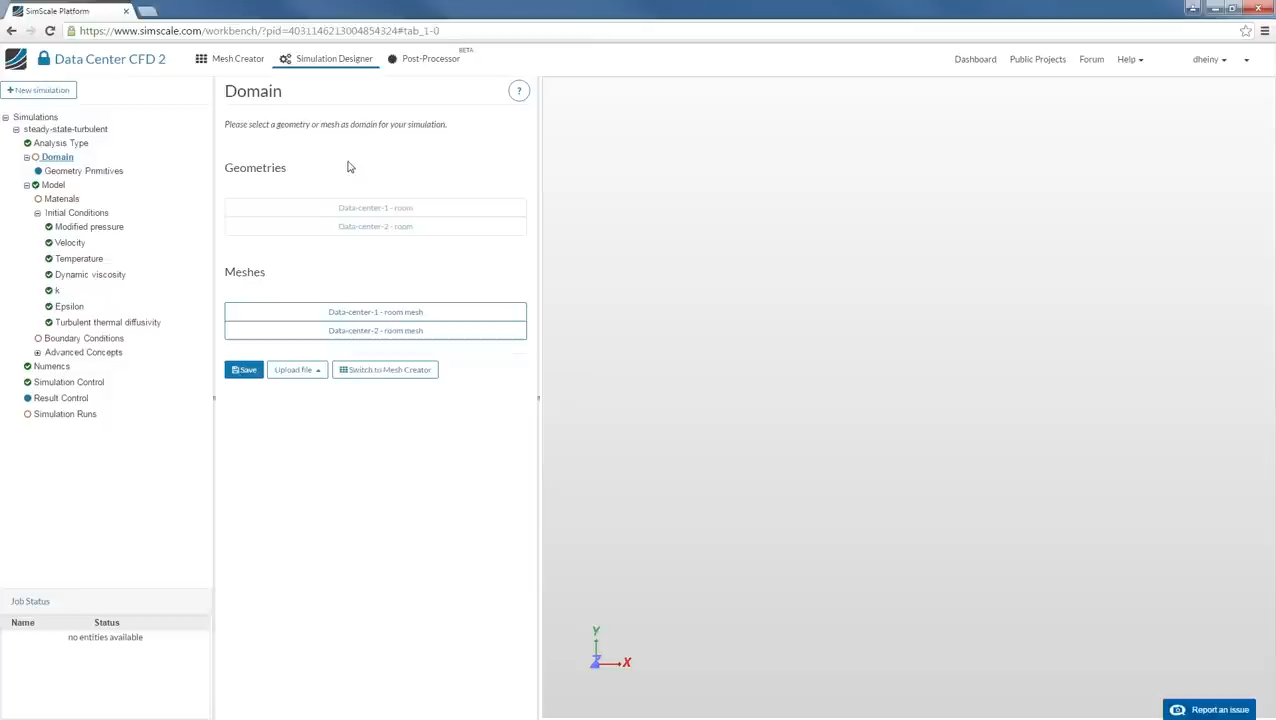 SimScale Platform
https://www.simscale.com/workbench/?pid=4031146213004854324#tab_1-0
Data Center CFD 2
Mesh Creator
Simulation Designer
Post-Processor
BETA
Dashboard
Public Projects
Forum
Help
dheiny
+New simulation
Simulations
steady-state-turbulent
Analysis Type
Domain
Geometry Primitives
Model
Materials
Initial Conditions
Modified pressure
Velocity
Temperature
Dynamic viscosity
k
Epsilon
Turbulent thermal diffusivity
Boundary Conditions
Advanced Concepts
Numerics
Simulation Control
Result Control
Simulation Runs
Job Status
Name Status
no entities available
Domain
?
Please select a geometry or mesh as domain for your simulation.
Geometries
Data-center-1 - room
Data-center-2 - room
Meshes
Data-center-1 - room mesh
Data-center-2 - room mesh
Save
Upload file
Switch to Mesh Creator
Y
Z
X
Report an issue